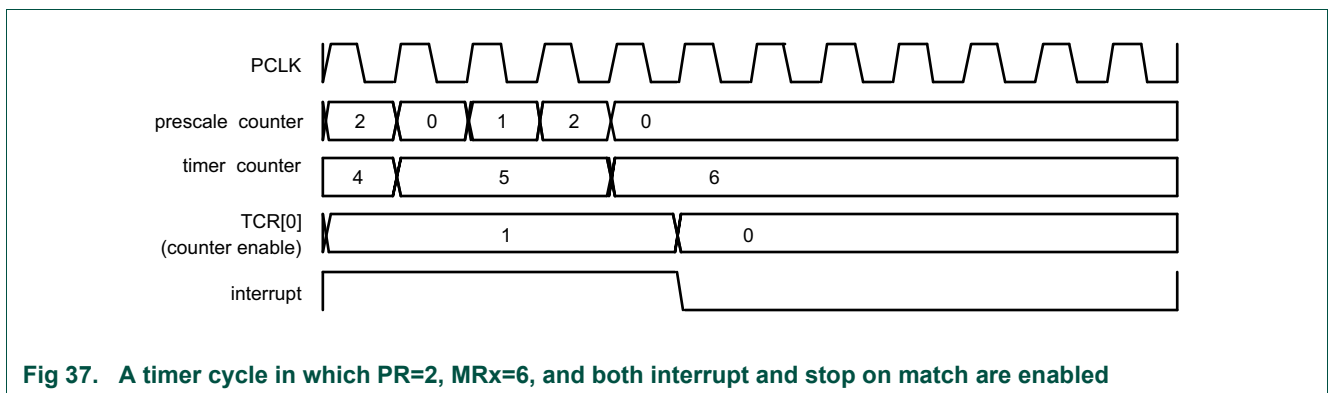 PCLK
prescale counter 2 0 1 2 0
timer counter 4 5 6
TCR[0]
(counter enable) 1 0
interrupt
Fig 37. A timer cycle in which PR=2, MRx=6, and both interrupt and stop on match are enabled